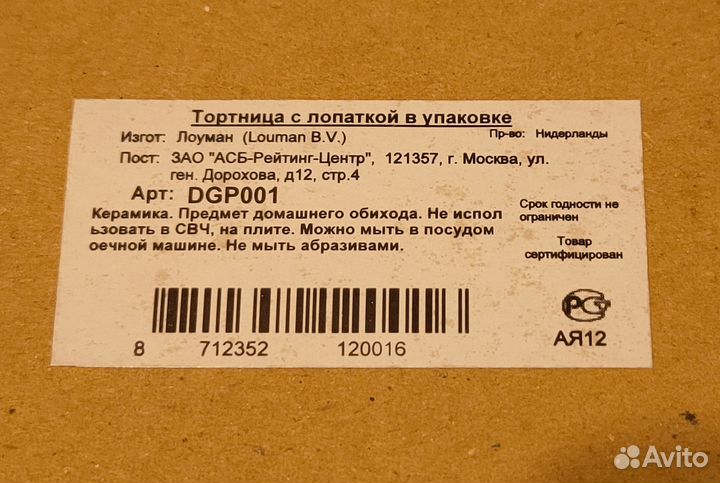 Тортница с лопаткой в упаковке
Изгот: Лоуман (Louman B.V.) Пр-во: Нидерланды
Пост: ЗАО "АСБ-Рейтинг-Центр", 121357, г. Москва, ул.
ген. Дорохова, д12, стр.4
Арт: DGP001
Керамика. Предмет домашнего обихода. Не испол
ьзовать в СВЧ, на плите. Можно мыть в посудом
оечной машине. Не мыть абразивами.
Срок годности не
ограничен
Товар
сертифицирован
РСТ
АЯ12
8 712352 120016
Avito